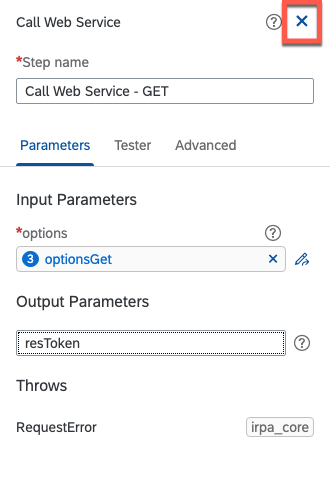 Call Web Service
*Step name
Call Web Service - GET
Parameters Tester Advanced
Input Parameters
*options
3 optionsGet
Output Parameters
resToken
Throws
RequestError irpa_core